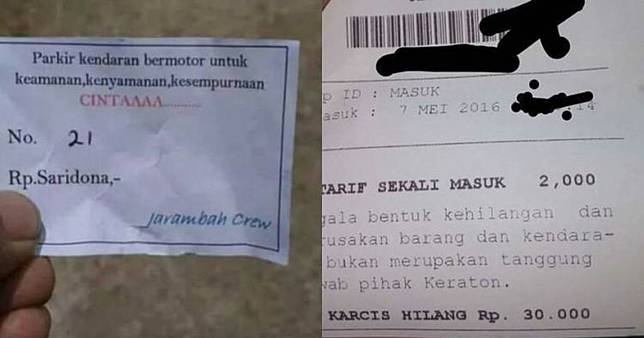 Parkir kendaran bermotor untuk
keamanan,kenyamanan,kesempurnaan
CINTAAAA..........
No. 21
Rp.Saridona,-
Jarambah Crew
ID : MASUK
7 MEI 2016
TARIF SEKALI MASUK 2,000
gala bentuk kehilangan dan
rusakan barang dan kendara-
bukan merupakan tanggung
wab pihak Keraton.
KARCIS HILANG Rp. 30.000